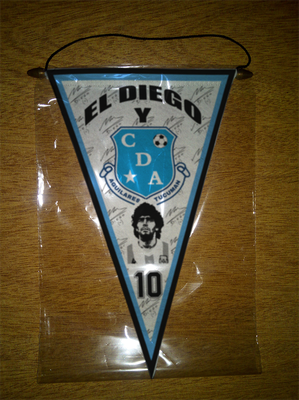 EL DIEGO
Y
C
D A
AGUILARES TUCUMAN
10